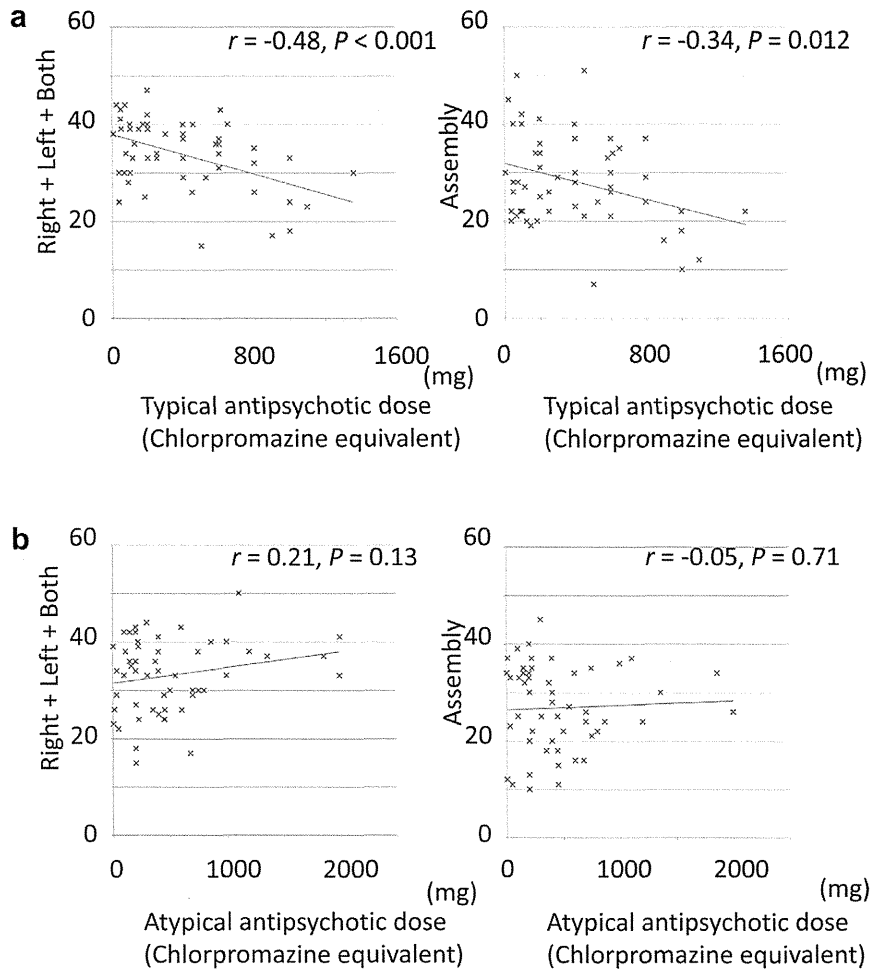 a
60
r = -0.48, P < 0.001
40
20
0
Right + Left + Both
0 800 1600
(mg)
Typical antipsychotic dose
(Chlorpromazine equivalent)
60
r = -0.34, P = 0.012
40
20
0
Assembly
0 800 1600
(mg)
Typical antipsychotic dose
(Chlorpromazine equivalent)
b
60
r = 0.21, P = 0.13
40
20
0
Right + Left + Both
0 1000 2000
(mg)
Atypical antipsychotic dose
(Chlorpromazine equivalent)
60
r = -0.05, P = 0.71
40
20
0
Assembly
0 1000 2000
(mg)
Atypical antipsychotic dose
(Chlorpromazine equivalent)